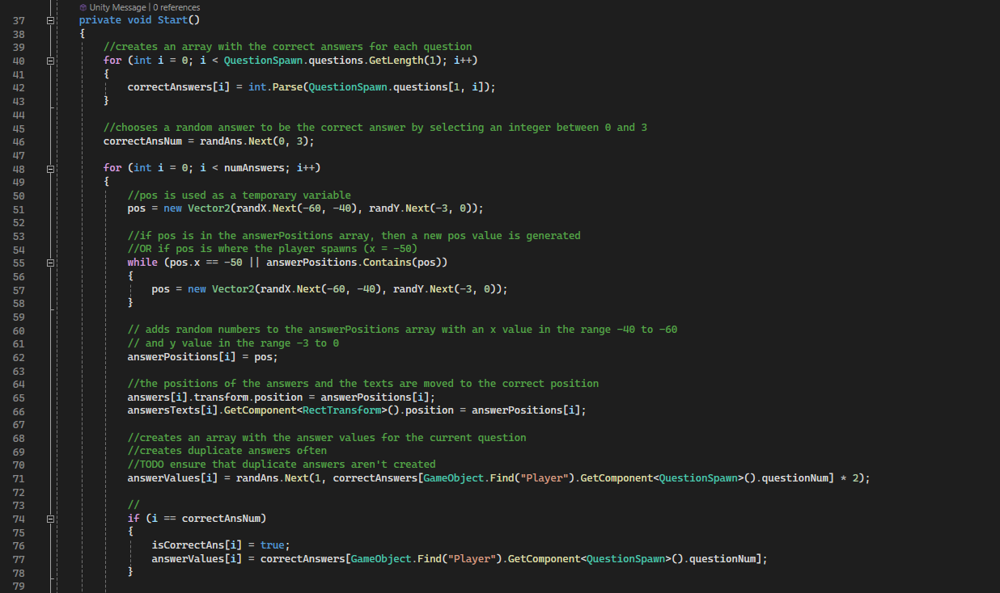 Unity Message | 0 references
37 private void Start()
38 {
39 //creates an array with the correct answers for each question
40 for (int i = 0; i < QuestionSpawn.questions.GetLength(1); i++)
41 {
42 correctAnswers[i] = int.Parse(QuestionSpawn.questions[1, i]);
43 }
44
45 //chooses a random answer to be the correct answer by selecting an integer between 0 and 3
46 correctAnsNum = randAns.Next(0, 3);
47
48 for (int i = 0; i < numAnswers; i++)
49 {
50 //pos is used as a temporary variable
51 pos = new Vector2(randX.Next(-60, -40), randY.Next(-3, 0));
52
53 //if pos is in the answerPositions array, then a new pos value is generated
54 //OR if pos is where the player spawns (x = -50)
55 while (pos.x == -50 || answerPositions.Contains(pos))
56 {
57 pos = new Vector2(randX.Next(-60, -40), randY.Next(-3, 0));
58 }
59
60 // adds random numbers to the answerPositions array with an x value in the range -40 to -60
61 // and y value in the range -3 to 0
62 answerPositions[i] = pos;
63
64 //the positions of the answers and the texts are moved to the correct position
65 answers[i].transform.position = answerPositions[i];
66 answersTexts[i].GetComponent<RectTransform>().position = answerPositions[i];
67
68 //creates an array with the answer values for the current question
69 //creates duplicate answers often
70 //TODO ensure that duplicate answers aren't created
71 answerValues[i] = randAns.Next(1, correctAnswers[GameObject.Find("Player").GetComponent<QuestionSpawn>().questionNum] * 2);
72
73 //
74 if (i == correctAnsNum)
75 {
76 isCorrectAns[i] = true;
77 answerValues[i] = correctAnswers[GameObject.Find("Player").GetComponent<QuestionSpawn>().questionNum];
78 }
79